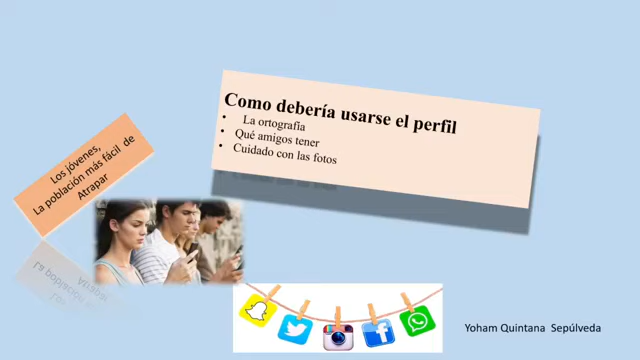 Como debería usarse el perfil
• La ortografía
• Qué amigos tener
• Cuidado con las fotos
Los jóvenes,
La población más fácil de
Atrapar
Yoham Quintana Sepúlveda